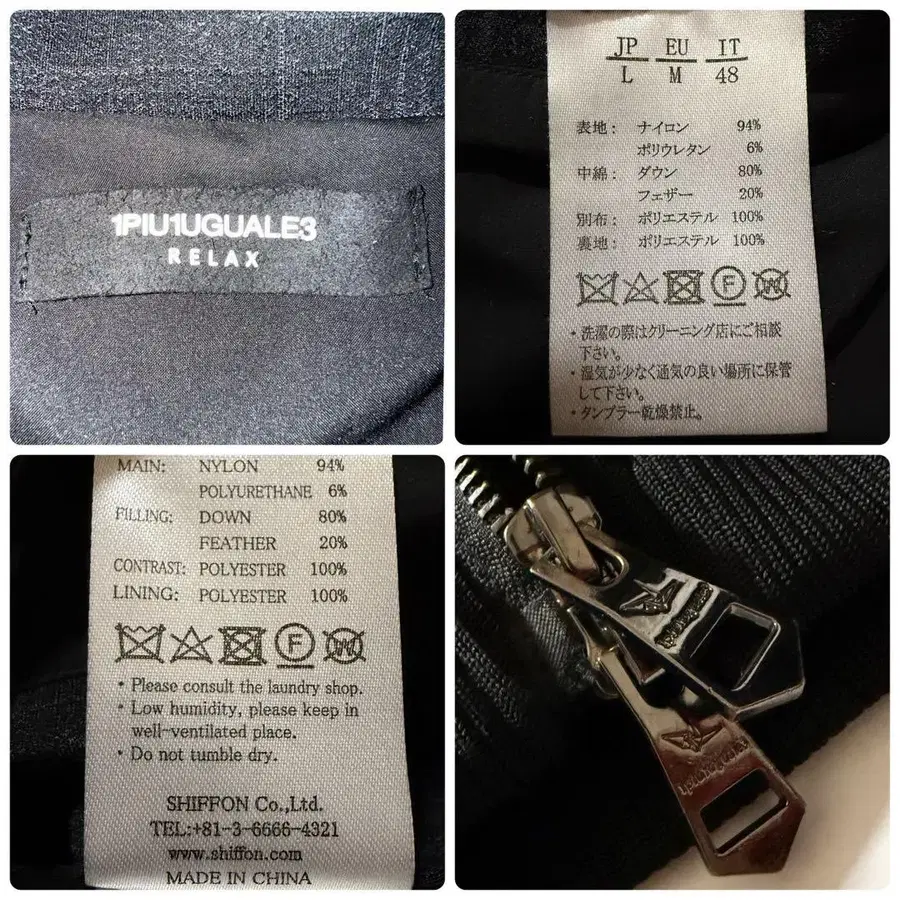 1PIU1UGUALE3
RELAX
JP EU IT
L M 48
表地: ナイロン 94%
ポリウレタン 6%
中綿: ダウン 80%
フェザー 20%
別布: ポリエステル 100%
裏地: ポリエステル 100%
F W
・洗濯の際はクリーニング店にご相談
下さい。
・湿気が少なく通気の良い場所に保管
して下さい。
・タンブラー乾燥禁止。
MAIN: NYLON 94%
POLYURETHANE 6%
FILLING: DOWN 80%
FEATHER 20%
CONTRAST: POLYESTER 100%
LINING: POLYESTER 100%
F W
・Please consult the laundry shop.
・Low humidity, please keep in
well-ventilated place.
・Do not tumble dry.
SHIFFON Co.,Ltd.
TEL:+81-3-6666-4321
www.shiffon.com
MADE IN CHINA
1piu1uguale3
1piu1uguale3